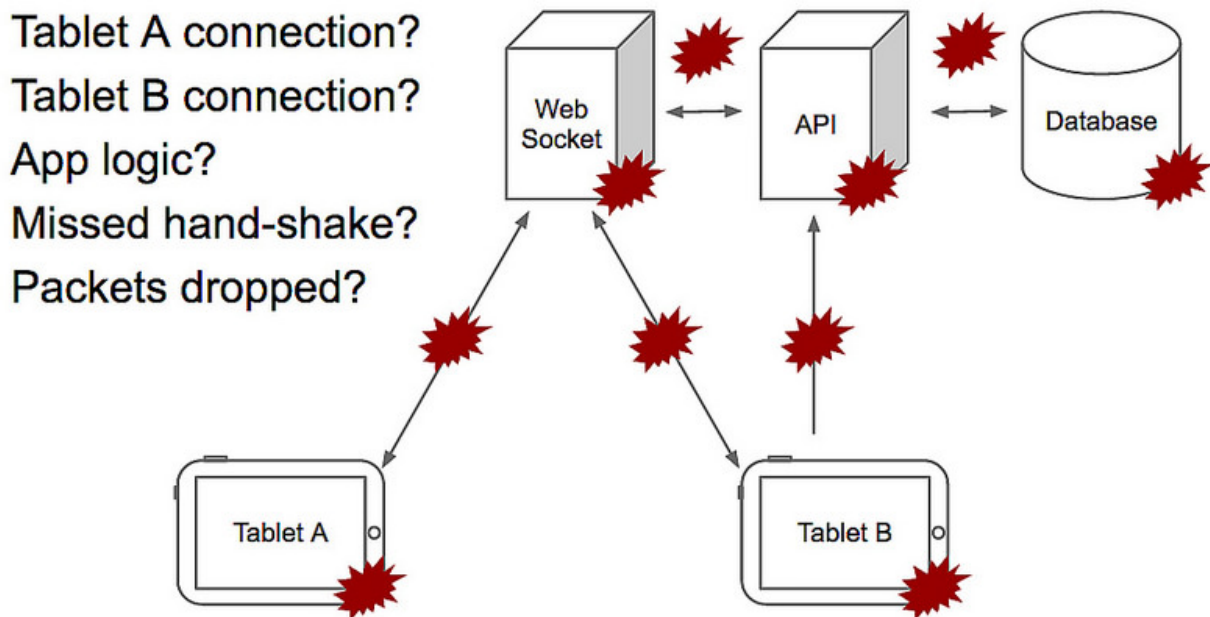 Tablet A connection?
Tablet B connection?
App logic?
Missed hand-shake?
Packets dropped?
Web
Socket
API
Database
Tablet A
Tablet B